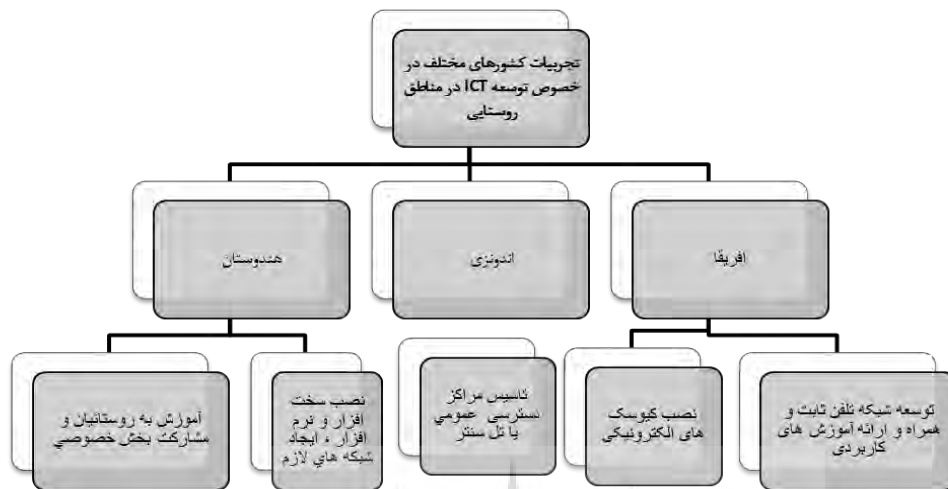 تجربیات کشورهای مختلف در
خصوص توسعه ICT در مناطق
روستایی
افریقا
اندونزی
هندوستان
توسعه شبکه تلفن ثابت و
همراه و ارائه آموزش های
کاربردی
نصب کیوسک
های الکترونیکی
تاسیس مراکز
دسترسی عمومی
یا تل سنتر
نصب سخت
افزار و نرم
افزار ، ایجاد
شبکه های لازم
آموزش به روستائیان و
مشارکت بخش خصوصی